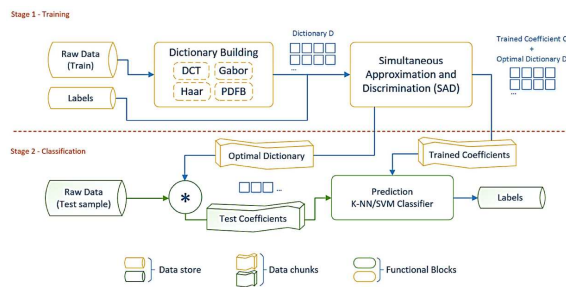 Stage 1 - Training
Raw Data
(Train)
Labels
Dictionary Building
DCT
Gabor
Haar
PDFB
Dictionary D
...
Simultaneous
Approximation and
Discrimination (SAD)
Trained Coefficient C
+
Optimal Dictionary D
...
Stage 2 - Classification
Optimal Dictionary
Trained Coefficients
Raw Data
(Test sample)
*
...
Test Coefficients
Prediction
K-NN/SVM Classifier
Labels
Data store
Data chunks
Functional Blocks